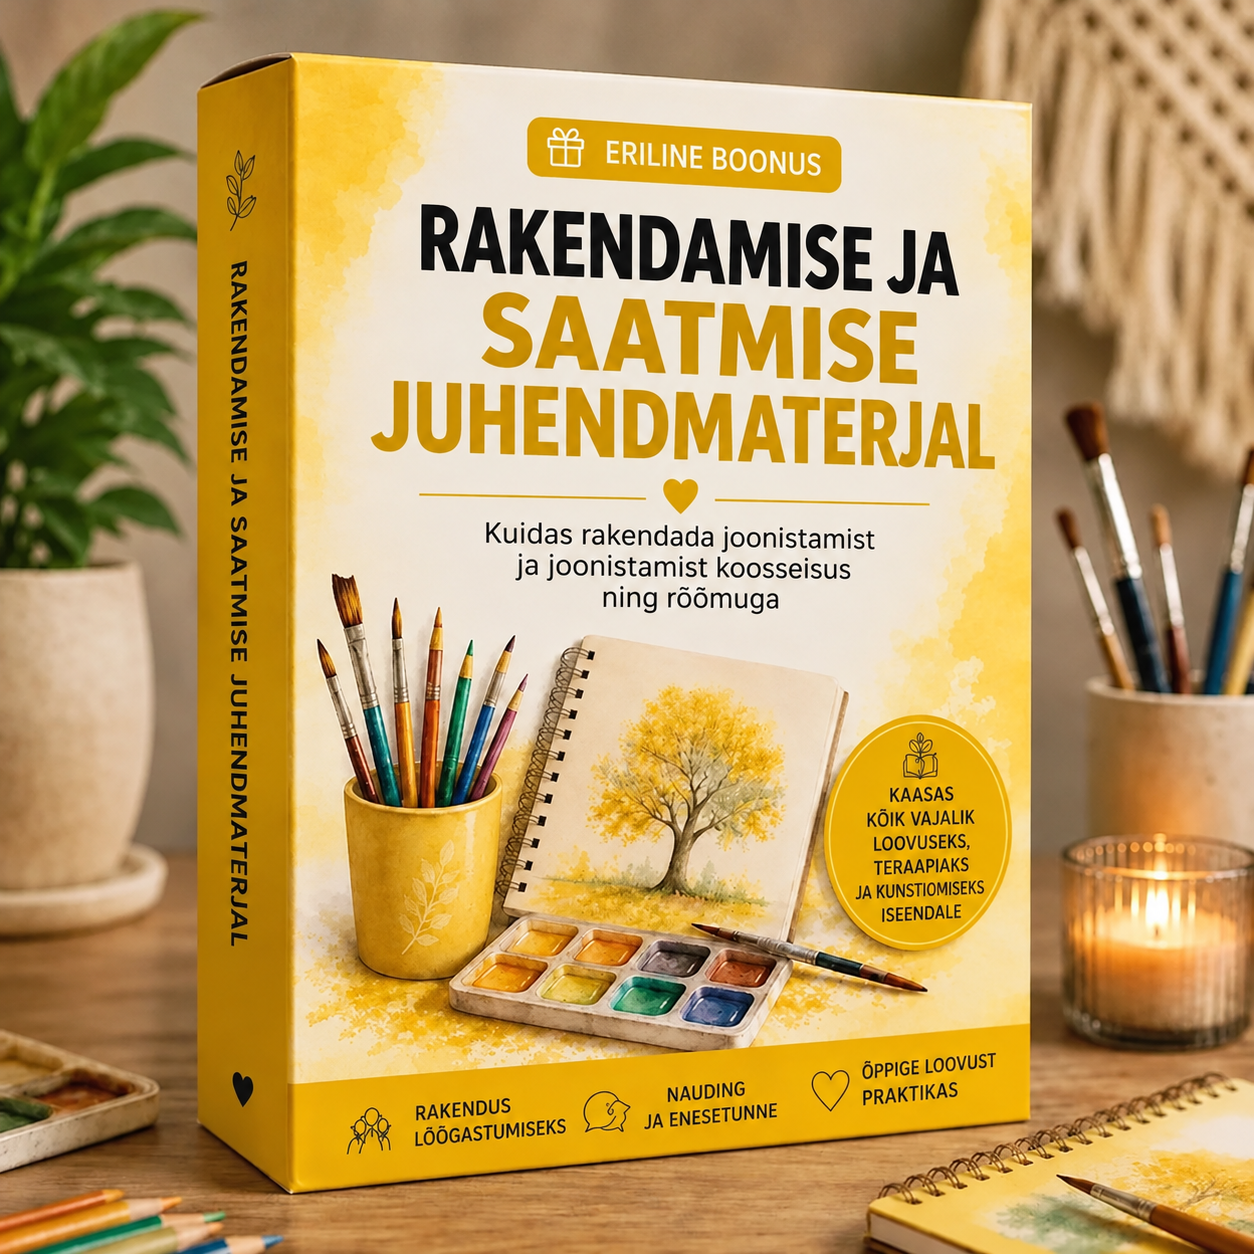 ERILINE BOONUS
RAKENDAMISE JA
SAATMISE
JUHENDMATERJAL
Kuidas rakendada joonistamist
ja joonistamist koosseisus
ning rõõmuga
KAASAS
KÕIK VAJALIK
LOOVUSEKS,
TERAAPIAKS
JA KUNSTIOMISEKS
ISEENDALE
RAKENDUS
LÕÕGASTUMISEKS
NAUDING
JA ENESETUNNE
ÕPPIGE LOOVUST
PRAKTIKAS
RAKENDAMISE JA SAATMISE JUHENDMATERJAL